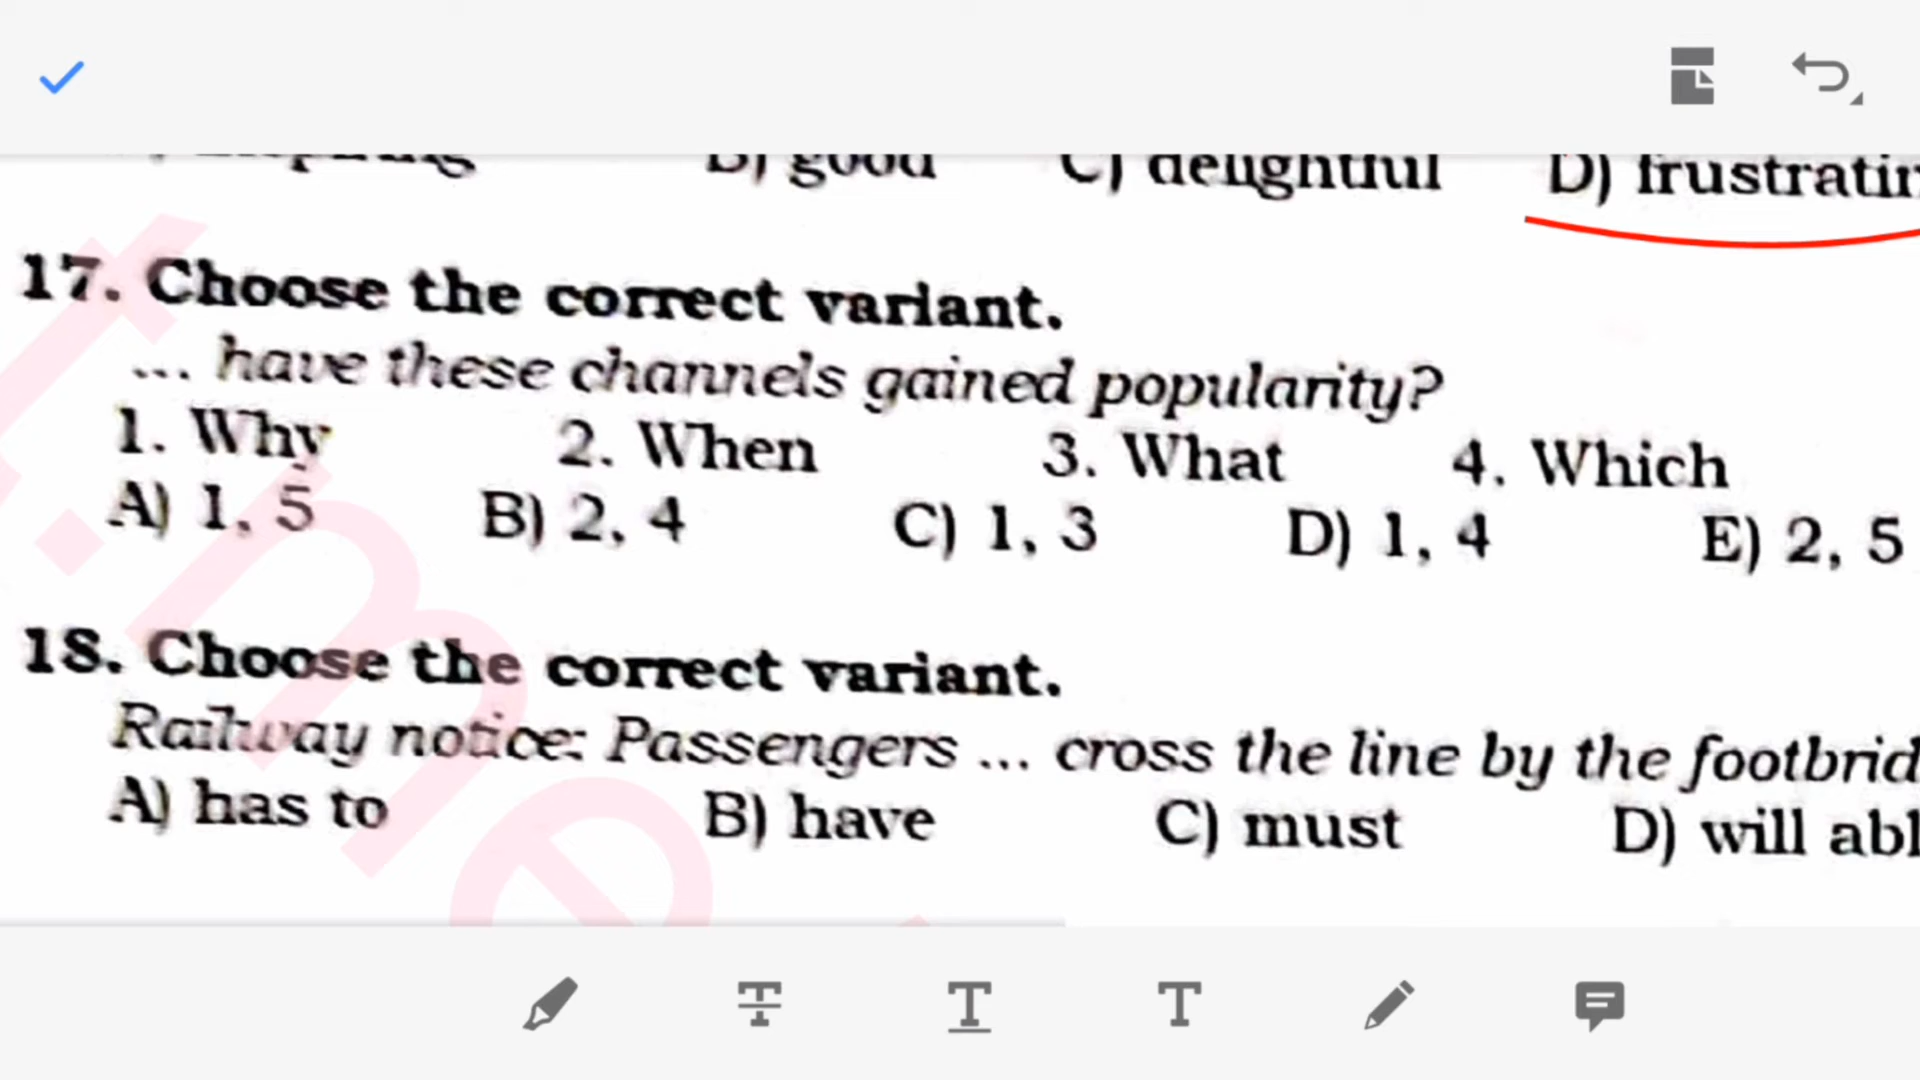 B) good C) delightful D) frustratin
17. Choose the correct variant.
... have these channels gained popularity?
1. Why 2. When 3. What 4. Which
A) 1, 5 B) 2, 4 C) 1, 3 D) 1, 4 E) 2, 5
18. Choose the correct variant.
Railway notice: Passengers ... cross the line by the footbrid
A) has to B) have C) must D) will abl